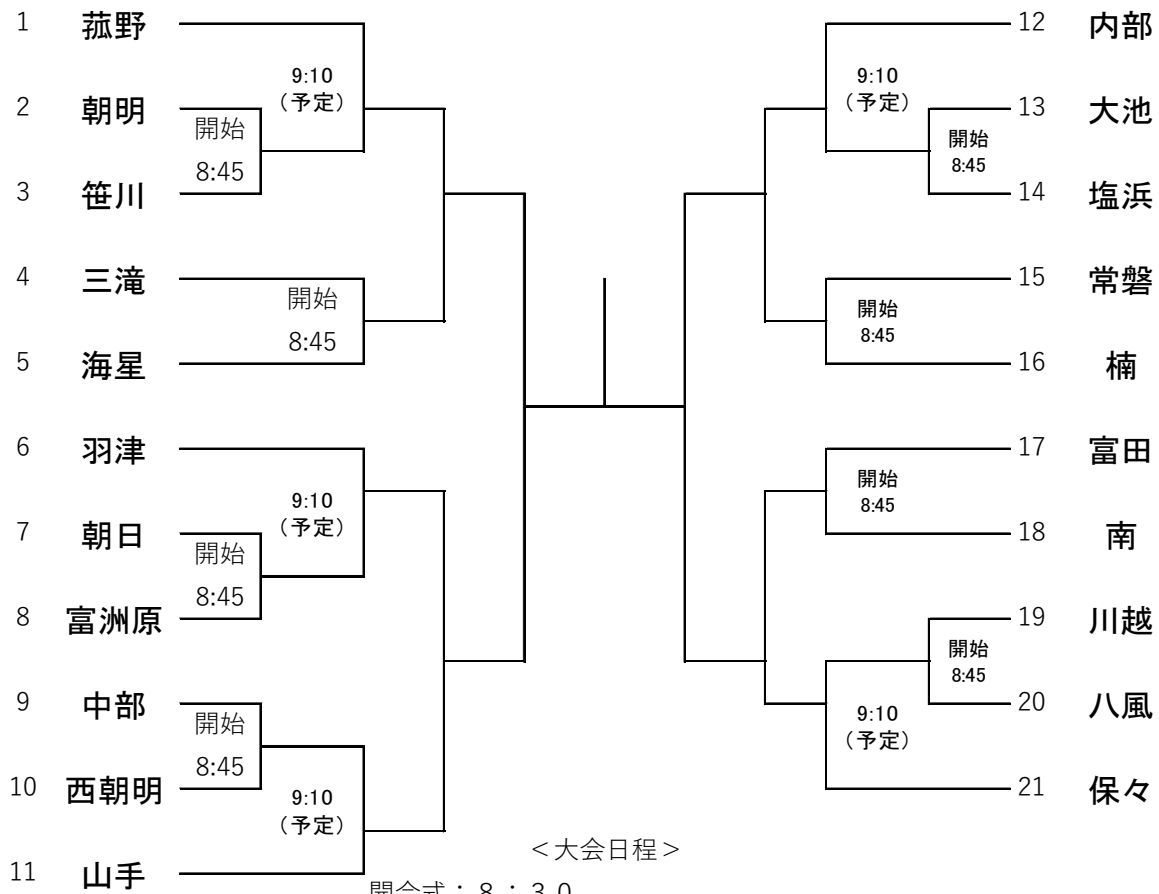 1 菰野
9:10
（予定）
2 朝明
開始
8:45
3 笹川
4 三滝
開始
8:45
5 海星
6 羽津
9:10
（予定）
7 朝日
開始
8:45
8 富洲原
9 中部
開始
8:45
10 西朝明
9:10
（予定）
11 山手
12 内部
9:10
（予定）
13 大池
開始
8:45
14 塩浜
15 常磐
開始
8:45
16 楠
17 富田
開始
8:45
18 南
19 川越
開始
8:45
20 八風
9:10
（予定）
21 保々
＜大会日程＞
開会式：８：３０